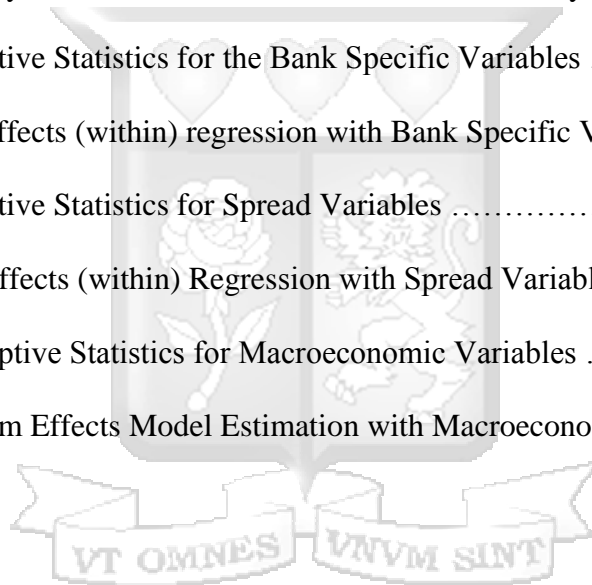 tive Statistics for the Bank Specific Variables .
ffects (within) regression with Bank Specific V
tive Statistics for Spread Variables ……………
ffects (within) Regression with Spread Variabl
ptive Statistics for Macroeconomic Variables .
m Effects Model Estimation with Macroecono
VT OMNES VNVM SINT